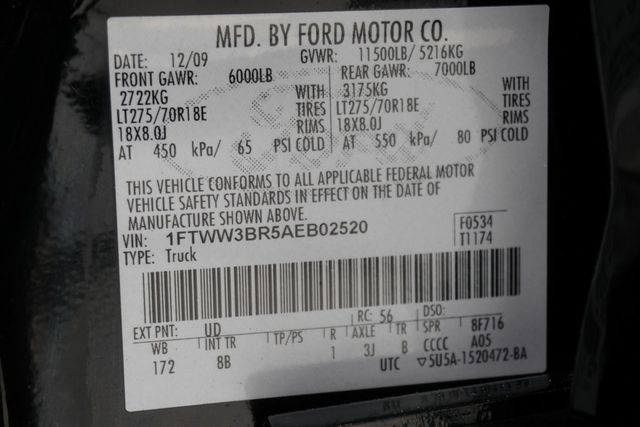 MFD. BY FORD MOTOR CO.
DATE: 12/09 GVWR: 11500LB/ 5216KG
FRONT GAWR: 6000LB REAR GAWR: 7000LB
2722KG WITH 3175KG WITH
LT275/70R18E TIRES LT275/70R18E TIRES
18X8.0J RIMS 18X8.0J RIMS
AT 450 kPa/ 65 PSI COLD AT 550 kPa/ 80 PSI COLD
THIS VEHICLE CONFORMS TO ALL APPLICABLE FEDERAL MOTOR
VEHICLE SAFETY STANDARDS IN EFFECT ON THE DATE OF
MANUFACTURE SHOWN ABOVE.
VIN: 1FTWW3BR5AEB02520 F0534
TYPE: Truck T1174
EXT PNT: UD RC: 56 DSO:
WB INT TR TP/PS R AXLE TR SPR 8F716
172 8B 1 3J B CCCC A05
UTC ▽5U5A-1520472-BA